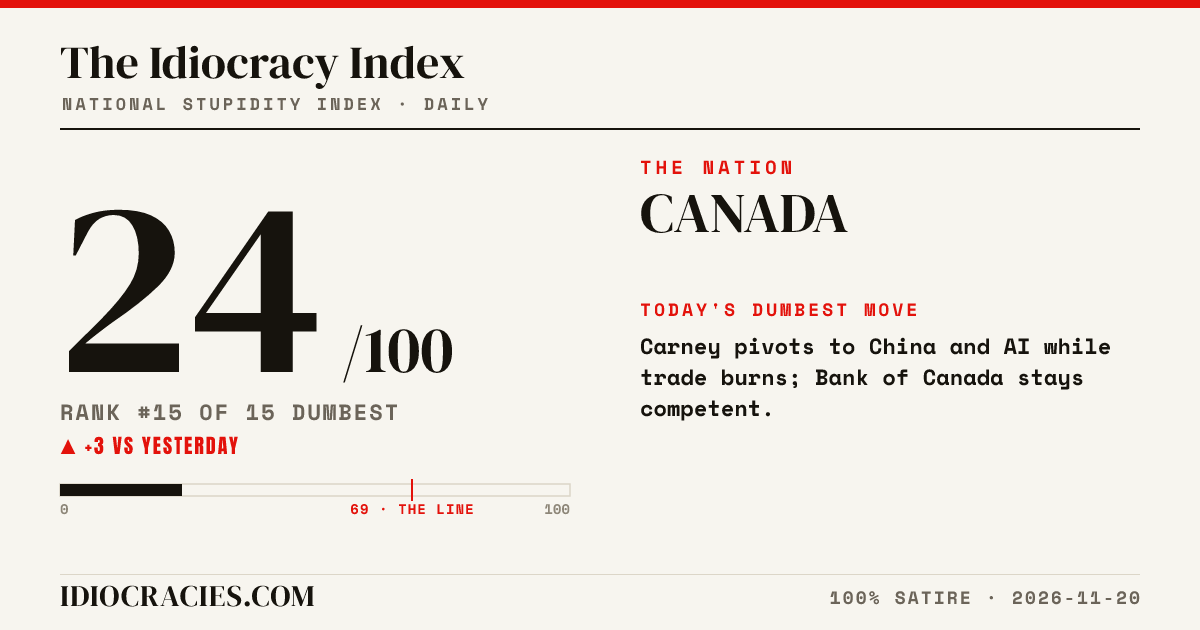 The Idiocracy Index
NATIONAL STUPIDITY INDEX · DAILY
24 /100
RANK #15 OF 15 DUMBEST
▲ +3 VS YESTERDAY
0
69 · THE LINE
100
THE NATION
CANADA
TODAY'S DUMBEST MOVE
Carney pivots to China and AI while
trade burns; Bank of Canada stays
competent.
IDIOCRACIES.COM
100% SATIRE · 2026-11-20